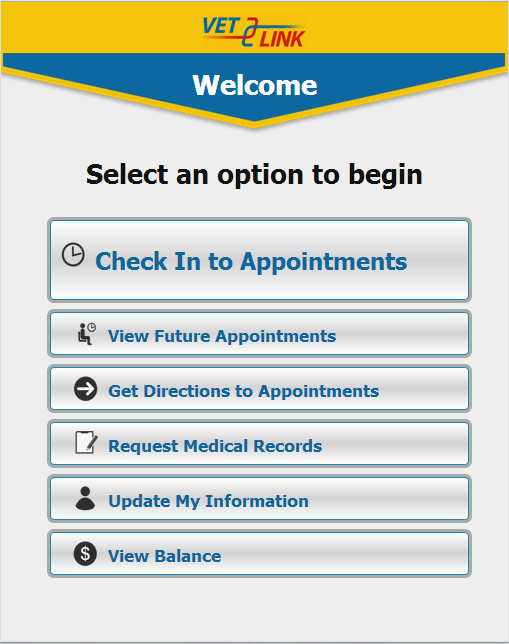 VET LINK
Welcome
Select an option to begin
Check In to Appointments
View Future Appointments
Get Directions to Appointments
Request Medical Records
Update My Information
$ View Balance